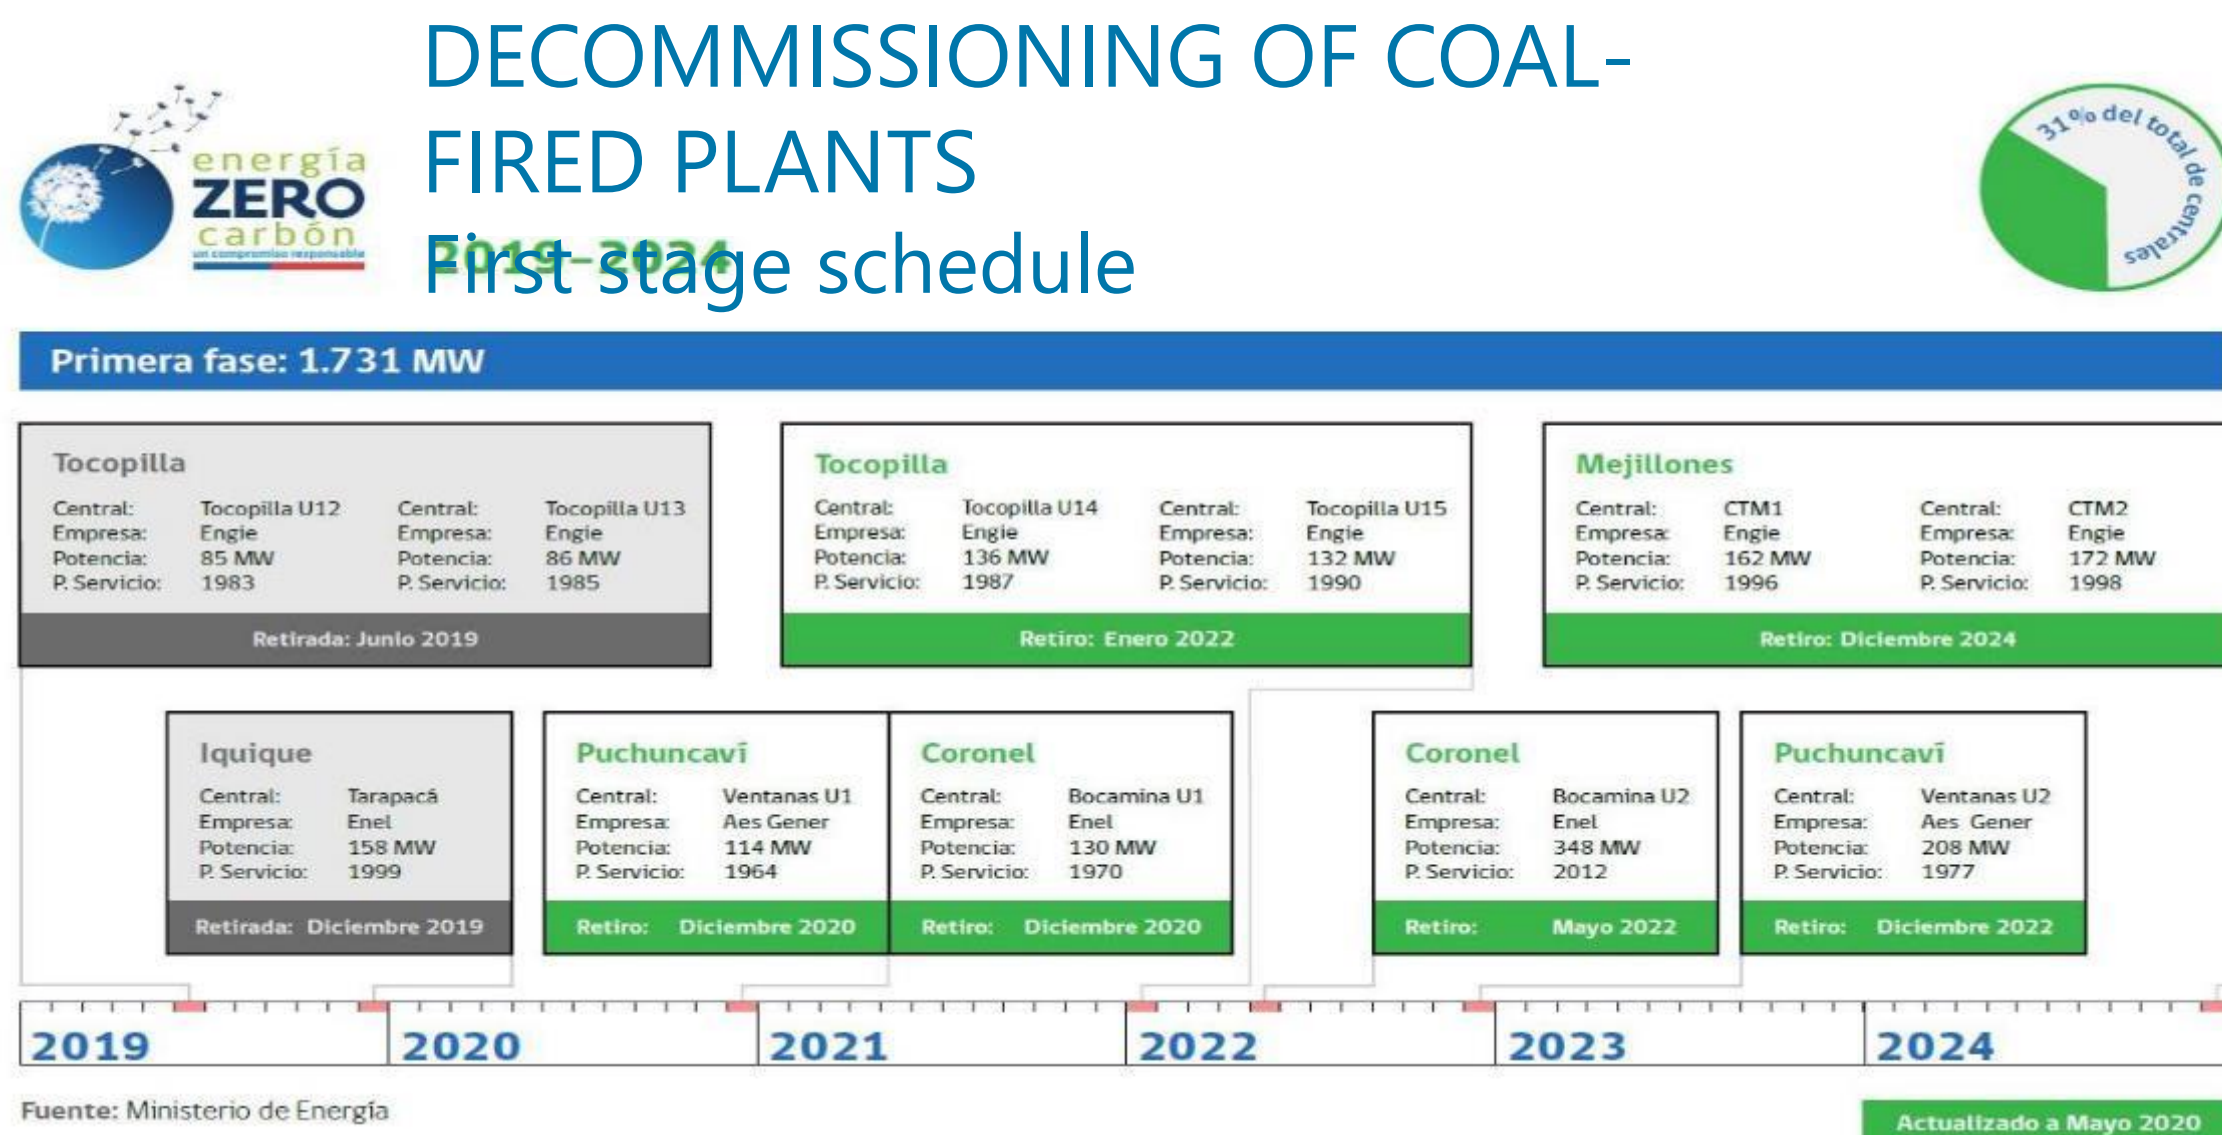 DECOMMISSIONING OF COAL-
FIRED PLANTS
2019-2024
First stage schedule
energía
ZERO
carbón
un compromiso responsable
31% del total de centrales
Primera fase: 1.731 MW
Tocopilla
Central: Tocopilla U12 Central: Tocopilla U13
Empresa: Engie Empresa: Engie
Potencia: 85 MW Potencia: 86 MW
P. Servicio: 1983 P. Servicio: 1985
Retirada: Junio 2019
Tocopilla
Central: Tocopilla U14 Central: Tocopilla U15
Empresa: Engie Empresa: Engie
Potencia: 136 MW Potencia: 132 MW
P. Servicio: 1987 P. Servicio: 1990
Retiro: Enero 2022
Mejillones
Central: CTM1 Central: CTM2
Empresa: Engie Empresa: Engie
Potencia: 162 MW Potencia: 172 MW
P. Servicio: 1996 P. Servicio: 1998
Retiro: Diciembre 2024
Iquique
Central: Tarapacá
Empresa: Enel
Potencia: 158 MW
P. Servicio: 1999
Retirada: Diciembre 2019
Puchuncaví
Central: Ventanas U1
Empresa: Aes Gener
Potencia: 114 MW
P. Servicio: 1964
Retiro: Diciembre 2020
Coronel
Central: Bocamina U1
Empresa: Enel
Potencia: 130 MW
P. Servicio: 1970
Retiro: Diciembre 2020
Coronel
Central: Bocamina U2
Empresa: Enel
Potencia: 348 MW
P. Servicio: 2012
Retiro: Mayo 2022
Puchuncaví
Central: Ventanas U2
Empresa: Aes Gener
Potencia: 208 MW
P. Servicio: 1977
Retiro: Diciembre 2022
2019 2020 2021 2022 2023 2024
Fuente: Ministerio de Energía
Actualizado a Mayo 2020